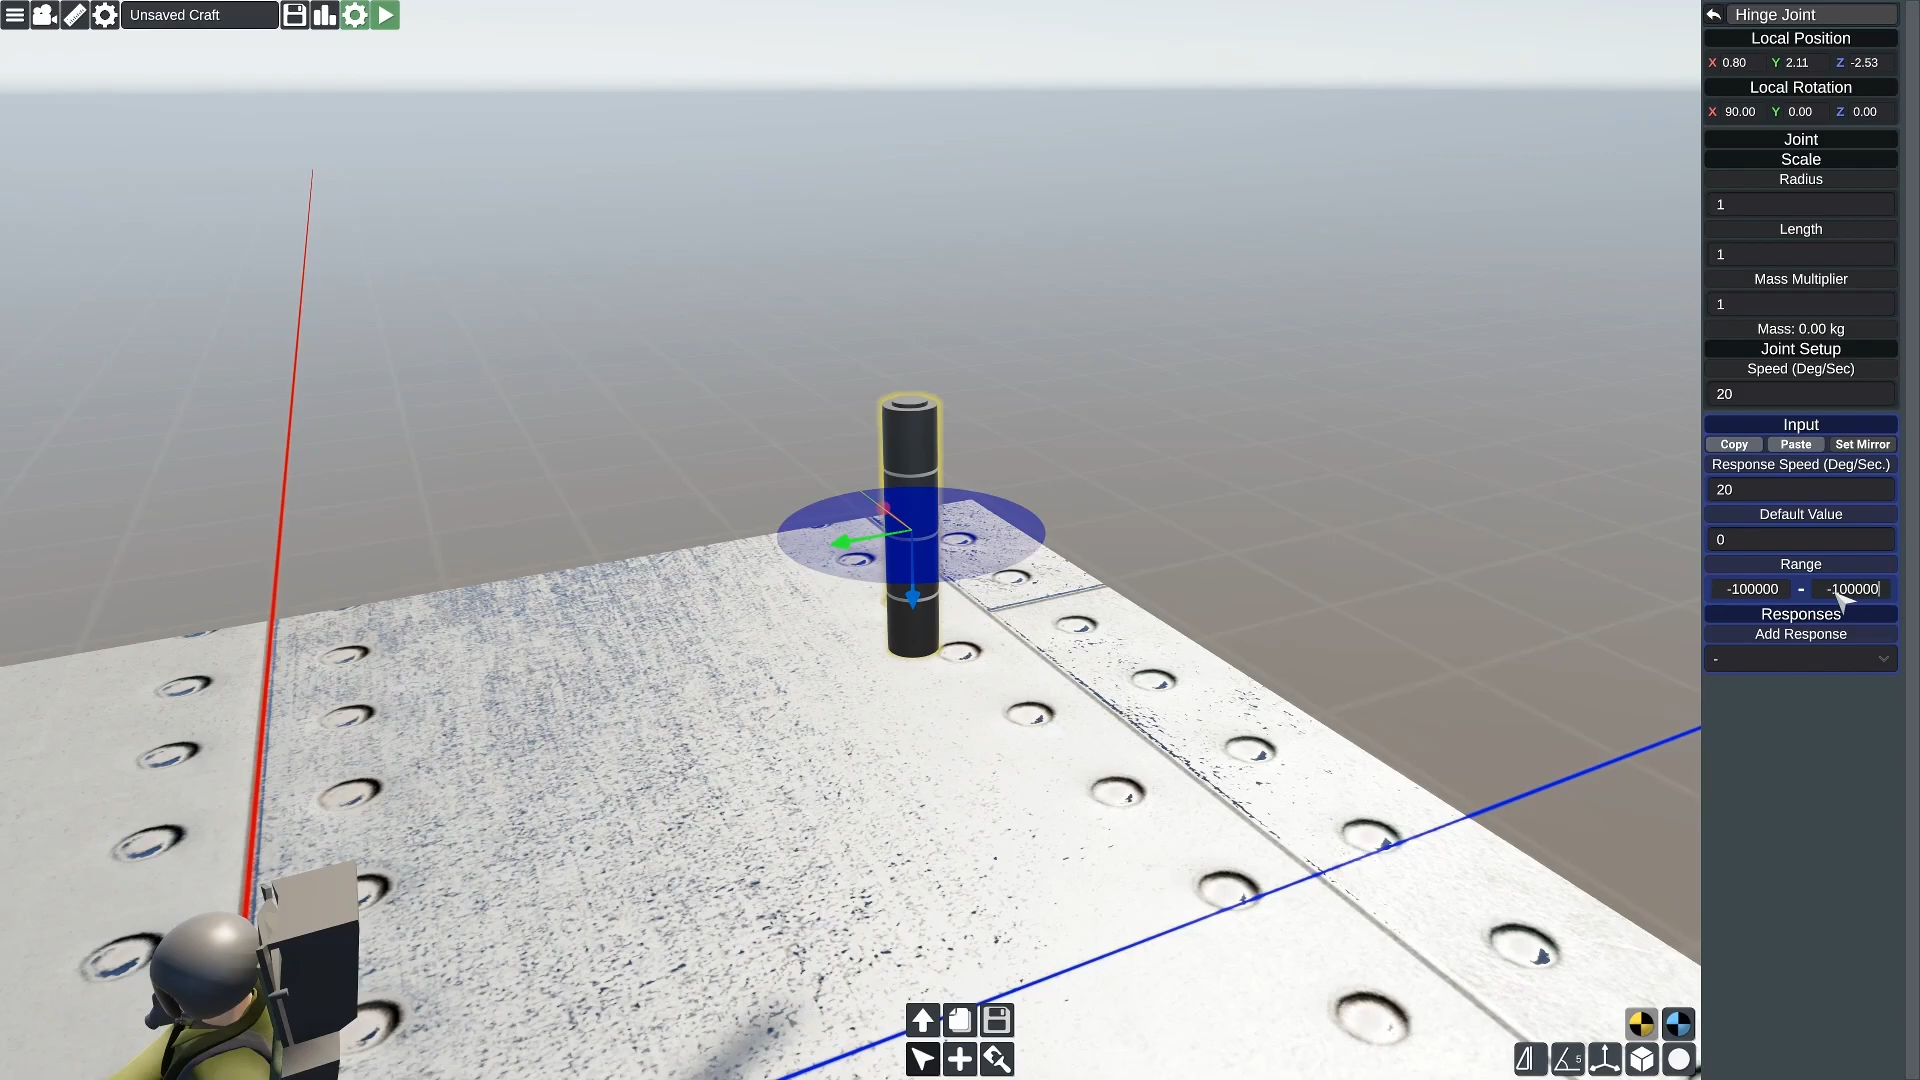 Unsaved Craft
Hinge Joint
Local Position
X 0.80 Y 2.11 Z -2.53
Local Rotation
X 90.00 Y 0.00 Z 0.00
Joint
Scale
Radius
1
Length
1
Mass Multiplier
1
Mass: 0.00 kg
Joint Setup
Speed (Deg/Sec)
20
Input
Copy Paste Set Mirror
Response Speed (Deg/Sec.)
20
Default Value
0
Range
-100000 - -100000
Responses
Add Response
-
5